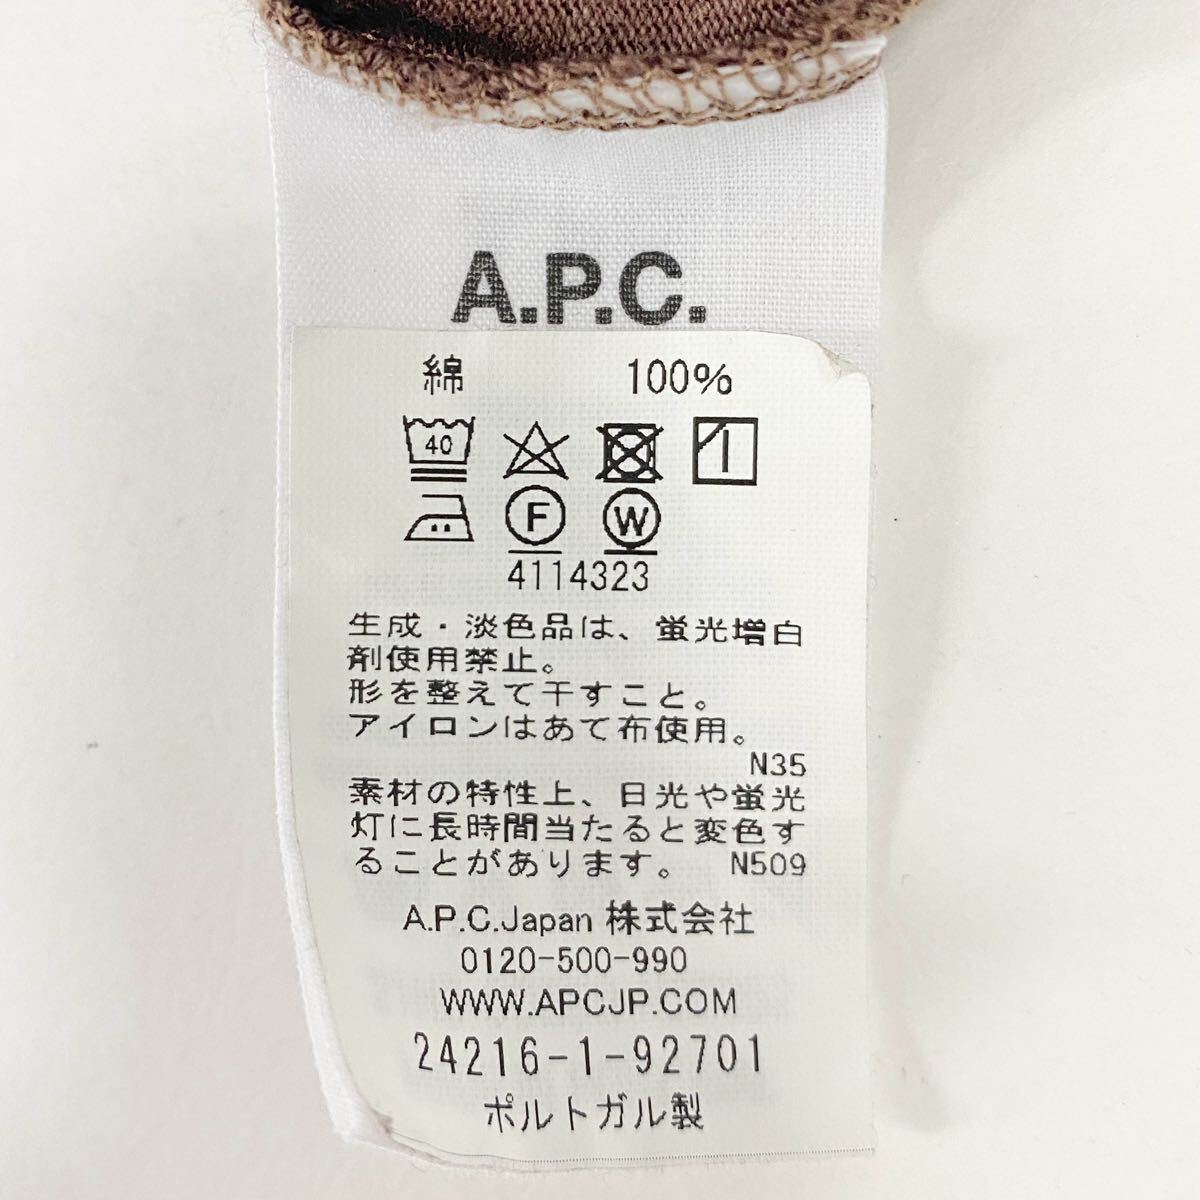 A.P.C.
綿 100%
40
F W
4114323
生成・淡色品は、蛍光増白
剤使用禁止。
形を整えて干すこと。
アイロンはあて布使用。
N35
素材の特性上、日光や蛍光
灯に長時間当たると変色す
ることがあります。 N509
A.P.C.Japan 株式会社
0120-500-990
WWW.APCJP.COM
24216-1-92701
ポルトガル製